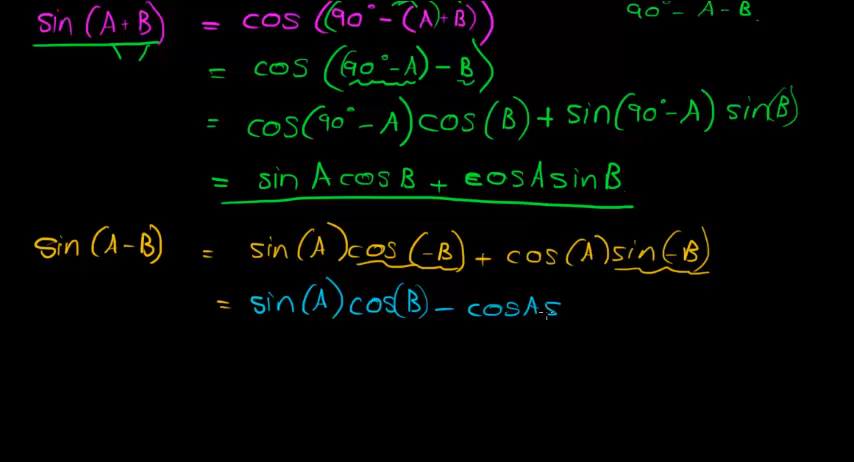 sin (A+B) = cos ((90° - (A)+B)) 90° - A - B.
= cos ((90° - A) - B)
= cos(90° - A)cos(B) + sin(90° - A) sin(B)
= sin A cos B + cos A sin B
sin (A-B) = sin(A)cos(-B) + cos(A)sin(-B)
= sin(A)cos(B) - cosAs